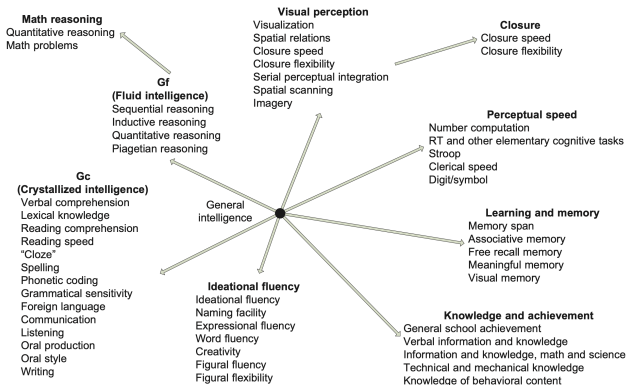 Math reasoning
Quantitative reasoning
Math problems
Visual perception
Visualization
Spatial relations
Closure speed
Closure flexibility
Serial perceptual integration
Spatial scanning
Imagery
Closure
Closure speed
Closure flexibility
Gf
(Fluid intelligence)
Sequential reasoning
Inductive reasoning
Quantitative reasoning
Piagetian reasoning
Perceptual speed
Number computation
RT and other elementary cognitive tasks
Stroop
Clerical speed
Digit/symbol
Gc
(Crystallized intelligence)
Verbal comprehension
Lexical knowledge
Reading comprehension
Reading speed
“Cloze”
Spelling
Phonetic coding
Grammatical sensitivity
Foreign language
Communication
Listening
Oral production
Oral style
Writing
General
intelligence
Learning and memory
Memory span
Associative memory
Free recall memory
Meaningful memory
Visual memory
Ideational fluency
Ideational fluency
Naming facility
Expressional fluency
Word fluency
Creativity
Figural fluency
Figural flexibility
Knowledge and achievement
General school achievement
Verbal information and knowledge
Information and knowledge, math and science
Technical and mechanical knowledge
Knowledge of behavioral content